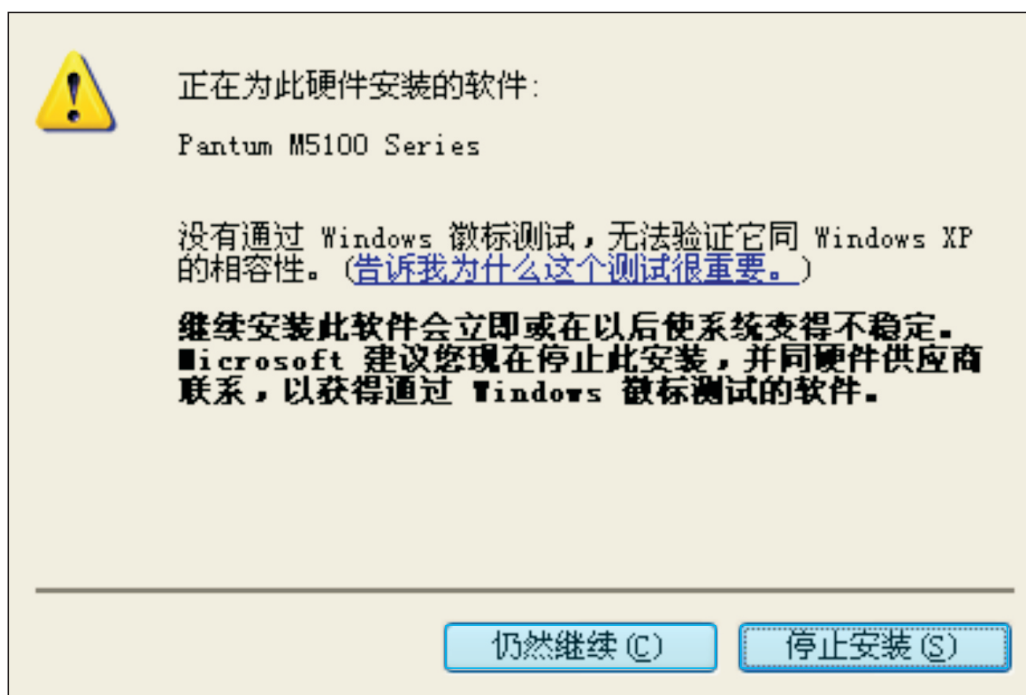 正在为此硬件安装的软件:
Pantum M5100 Series
没有通过 Windows 徽标测试，无法验证它同 Windows XP
的相容性。(告诉我为什么这个测试很重要。)
继续安装此软件会立即或在以后使系统变得不稳定。
Microsoft 建议您现在停止此安装，并同硬件供应商
联系，以获得通过 Windows 徽标测试的软件。
仍然继续(C) 停止安装(S)